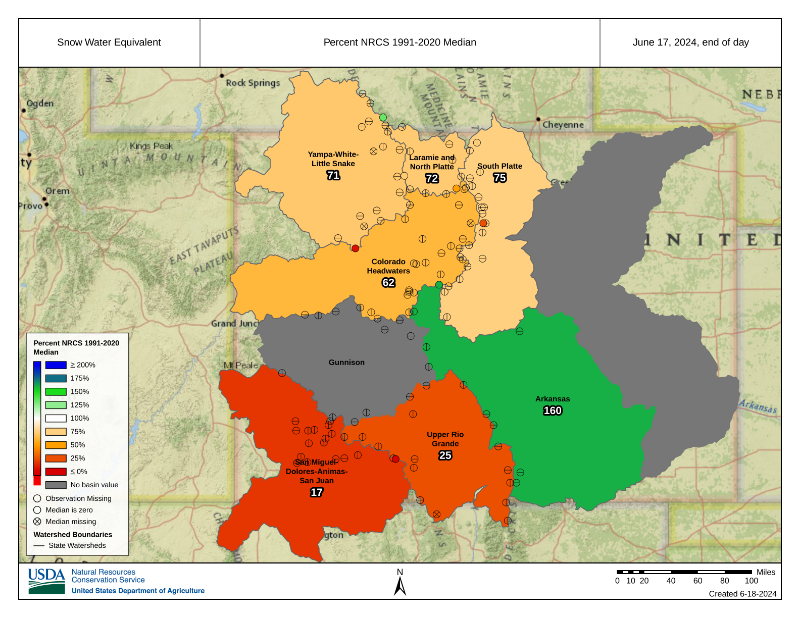 Snow Water Equivalent
Percent NRCS 1991-2020 Median
June 17, 2024, end of day
Rock Springs
Ogden
Cheyenne
Kings Peak
UINTA MOUNTAIN
Orem
Provo
EAST TAVAPUTS
PLATEAU
MEDICINE
UNITED
NEB
Yampa-White-
Little Snake
71
Laramie and
North Platte
72
South Platte
75
Colorado
Headwaters
62
Grand Junc
Mt Peale
Gunnison
Arkansas
160
Arkansas
Upper Rio
Grande
25
San Miguel-
Dolores-Animas-
San Juan
17
gton
Percent NRCS 1991-2020
Median
≥ 200%
175%
150%
125%
100%
75%
50%
25%
≤ 0%
No basin value
Observation Missing
Median is zero
Median missing
Watershed Boundaries
State Watersheds
USDA
Natural Resources
Conservation Service
United States Department of Agriculture
N
Miles
0 10 20 40 60 80 100
Created 6-18-2024